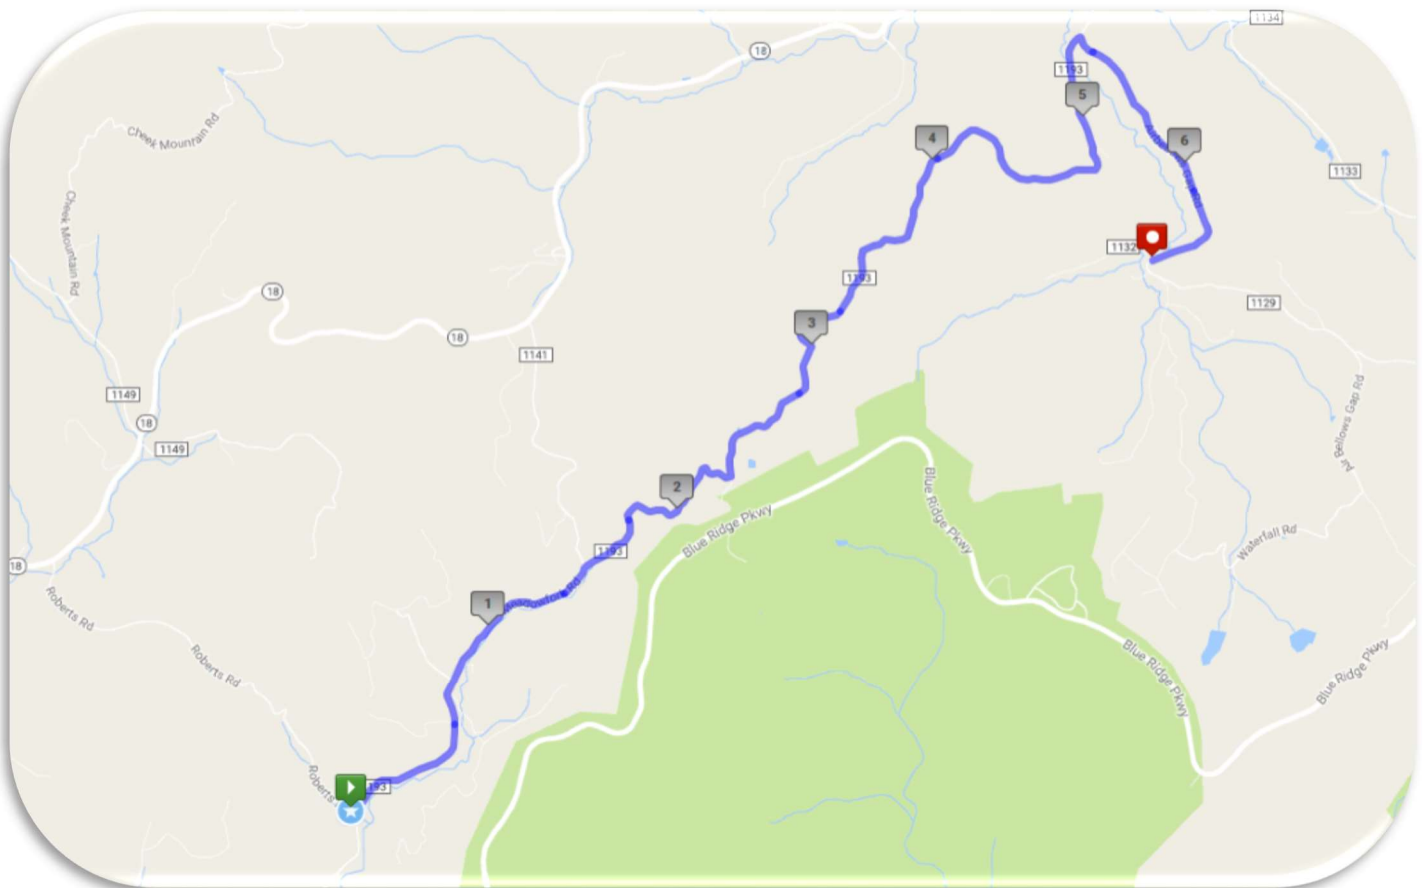 1134
18
1193
5
Cheek Mountain Rd
4
6
1133
Cheek Mountain Rd
1132
1193
18
1129
3
18
1141
1149
18
1149
Air Bellows Gap Rd
2
Blue Ridge Pkwy
Blue Ridge Pkwy
Waterfall Rd
1193
18
1
Roberts Rd
Roberts Rd
Blue Ridge Pkwy
Blue Ridge Pkwy
Roberts